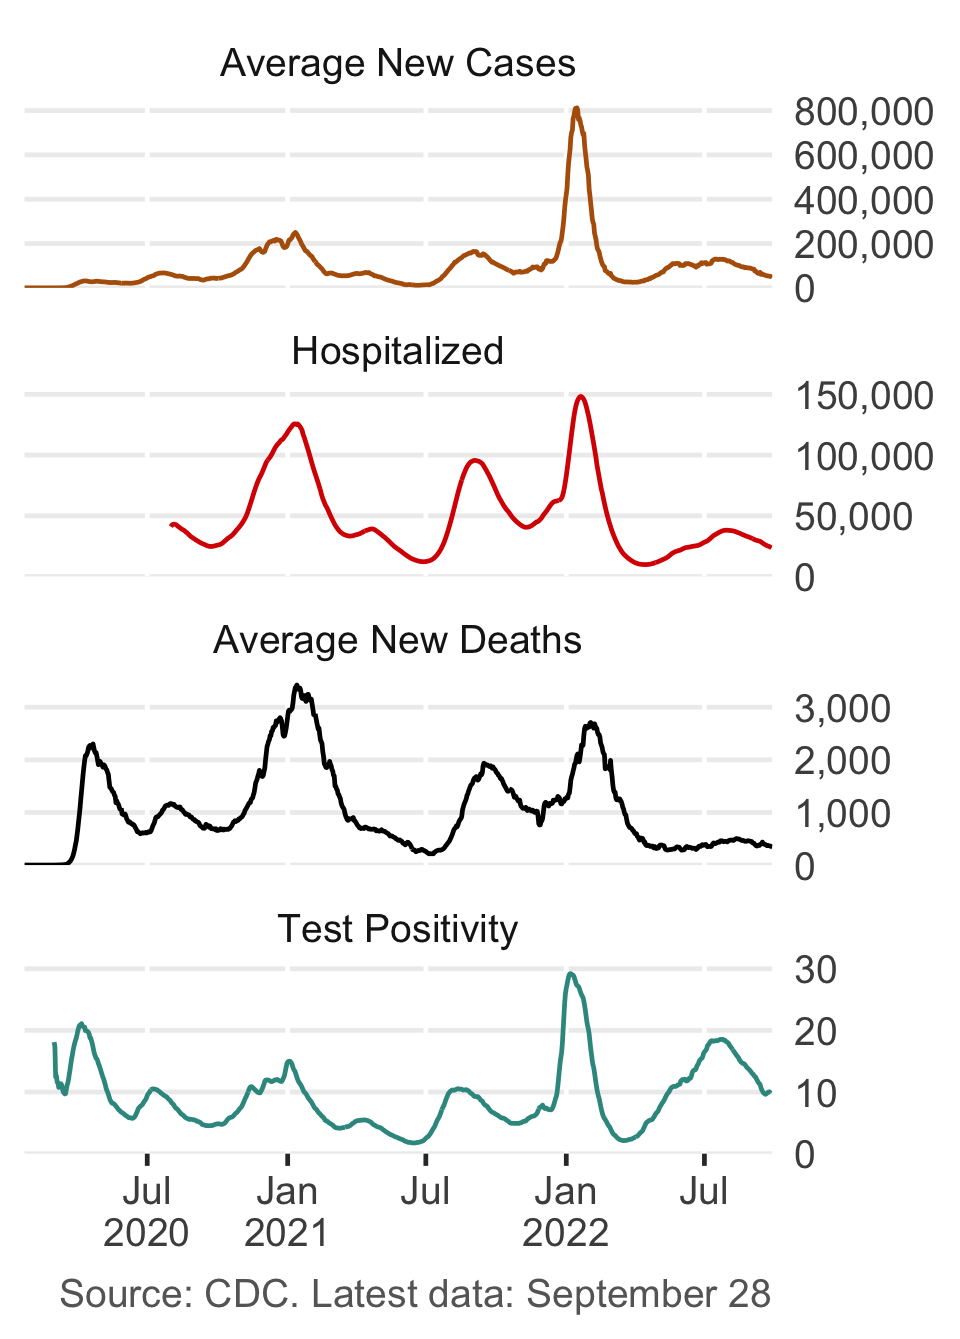 Average New Cases
800,000
600,000
400,000
200,000
0
Hospitalized
150,000
100,000
50,000
0
Average New Deaths
3,000
2,000
1,000
0
Test Positivity
30
20
10
0
Jul Jan Jul Jan Jul
2020 2021 2022
Source: CDC. Latest data: September 28